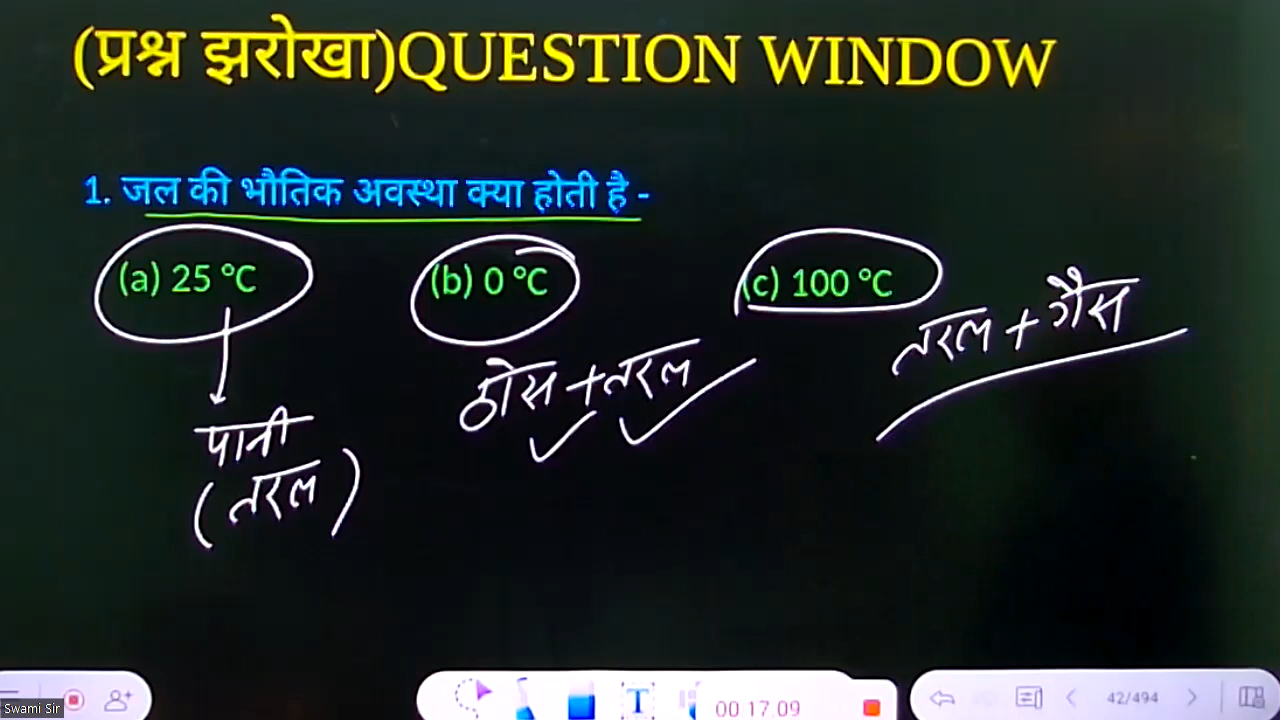 (प्रश्न झरोखा)QUESTION WINDOW
1. जल की भौतिक अवस्था क्या होती है -
(a) 25 °C (b) 0 °C (c) 100 °C
पानी
(तरल)
ठोस + तरल
तरल + गैस
Swami Sir
T
00 17.09
42/494